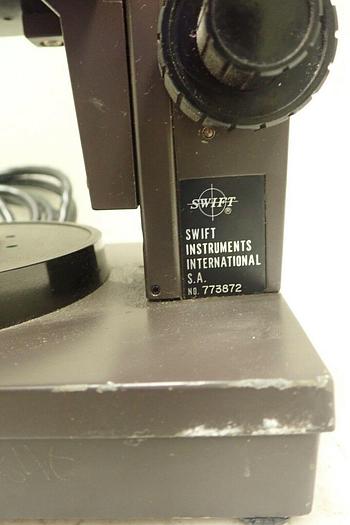 SWIFT
®
SWIFT
INSTRUMENTS
INTERNATIONAL
S.A.
NO. 773872